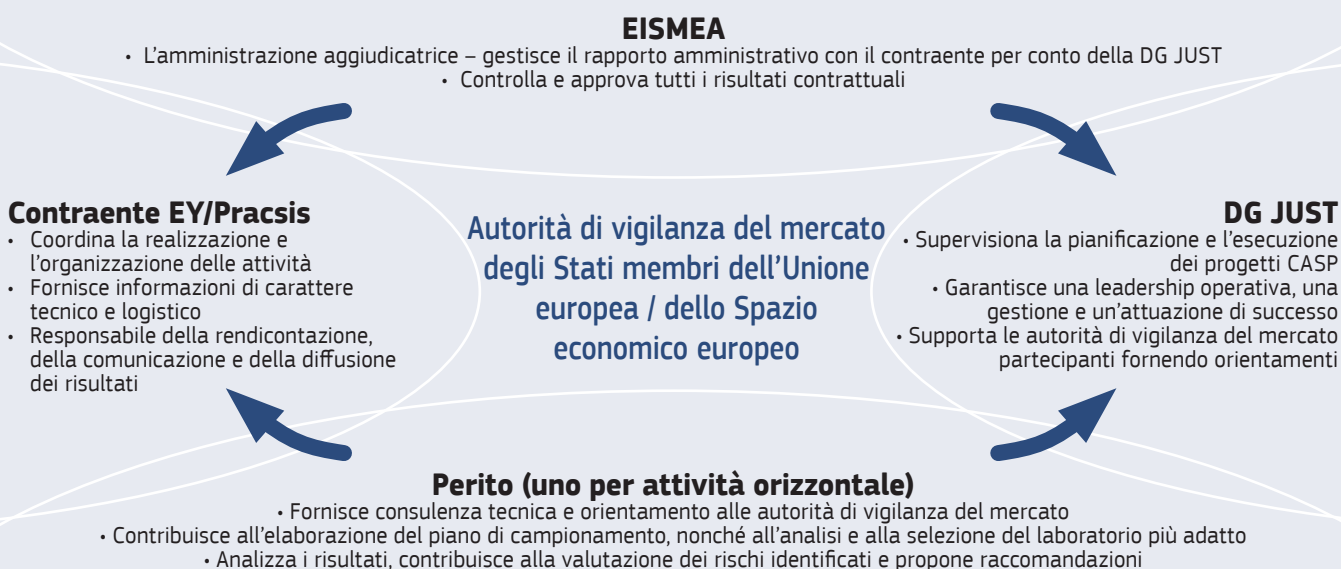 EISMEA
• L'amministrazione aggiudicatrice – gestisce il rapporto amministrativo con il contraente per conto della DG JUST
• Controlla e approva tutti i risultati contrattuali
Contraente EY/Pracsis
• Coordina la realizzazione e
l'organizzazione delle attività
• Fornisce informazioni di carattere
tecnico e logistico
• Responsabile della rendicontazione,
della comunicazione e della diffusione
dei risultati
Autorità di vigilanza del mercato
degli Stati membri dell'Unione
europea / dello Spazio
economico europeo
DG JUST
• Supervisiona la pianificazione e l'esecuzione
dei progetti CASP
• Garantisce una leadership operativa, una
gestione e un'attuazione di successo
• Supporta le autorità di vigilanza del mercato
partecipanti fornendo orientamenti
Perito (uno per attività orizzontale)
• Fornisce consulenza tecnica e orientamento alle autorità di vigilanza del mercato
• Contribuisce all'elaborazione del piano di campionamento, nonché all'analisi e alla selezione del laboratorio più adatto
• Analizza i risultati, contribuisce alla valutazione dei rischi identificati e propone raccomandazioni